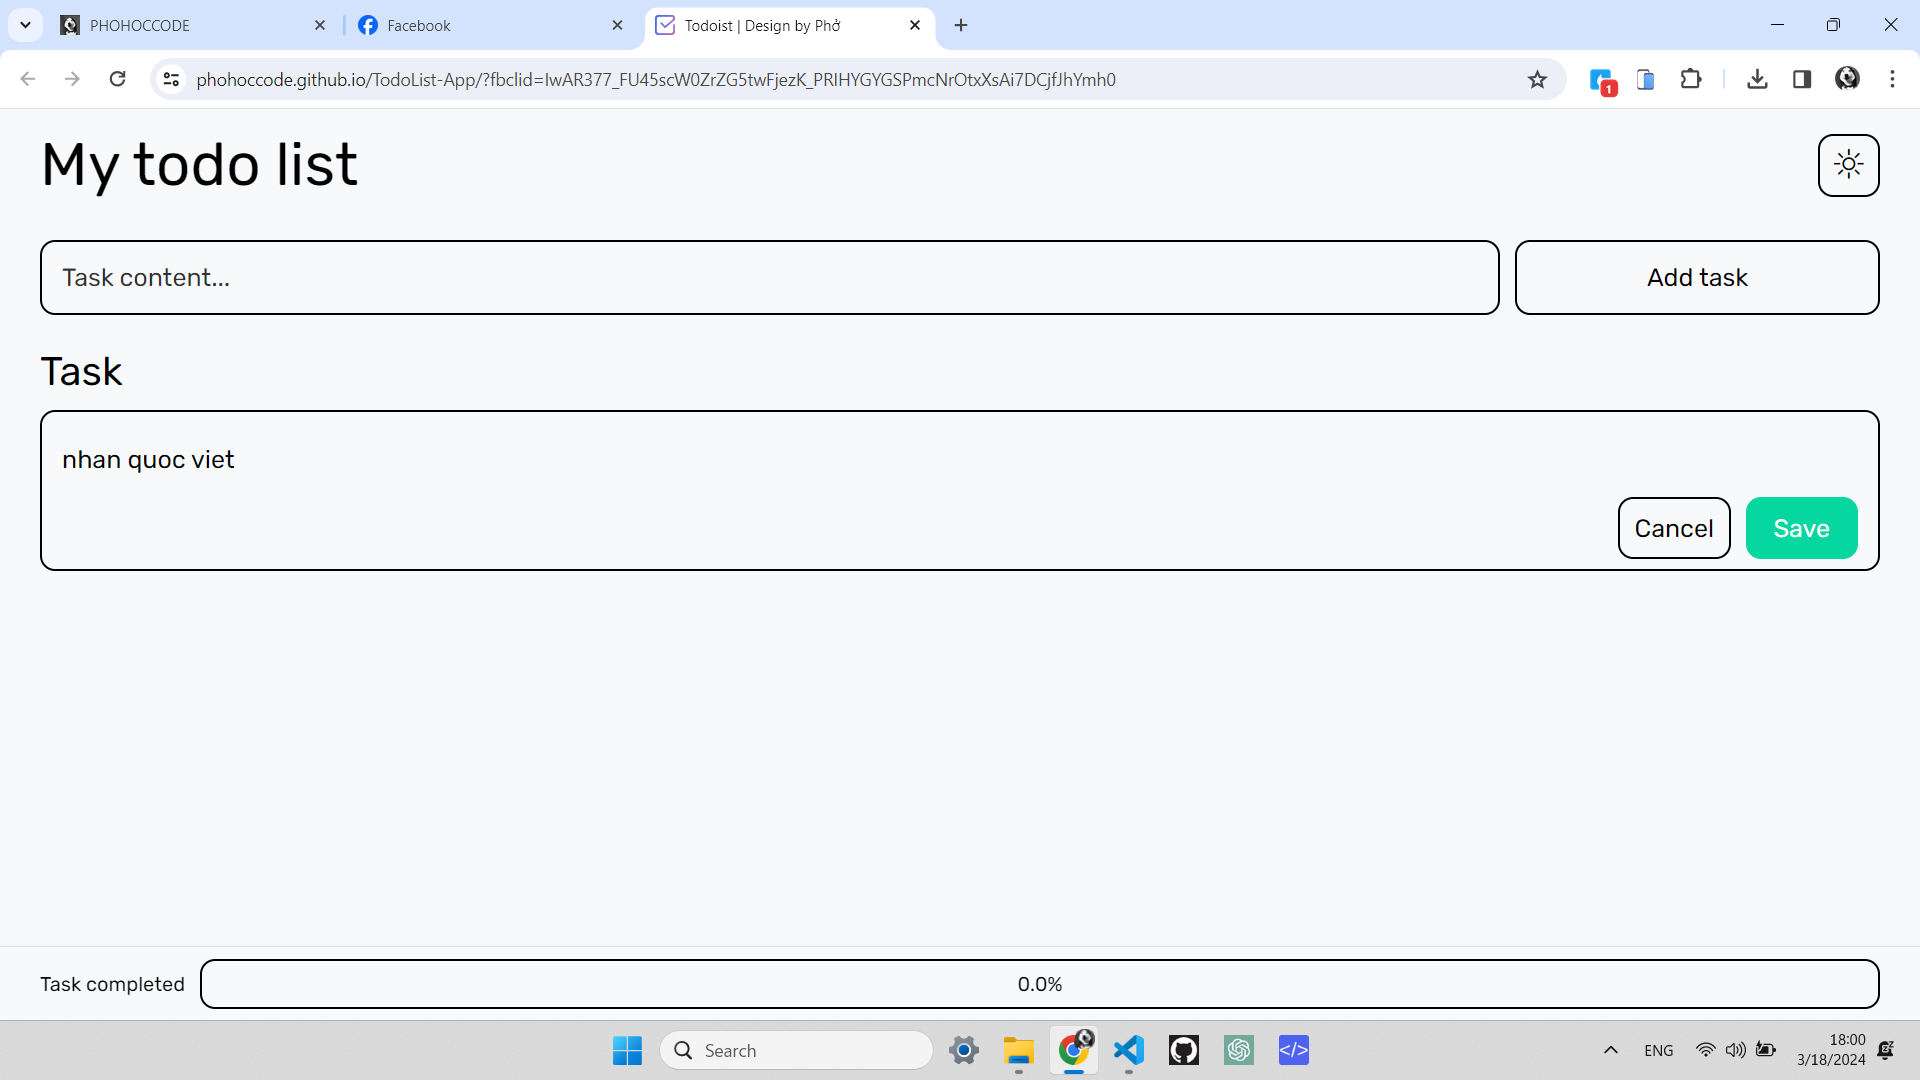 PHOHOCCODE
Facebook
Todoist | Design by Phở
phohoccode.github.io/TodoList-App/?fbclid=IwAR377_FU45scW0ZrZG5twFjezK_PRIHYGYGSPmcNrOtxXsAi7DCjfJhYmh0
1
My todo list
Task content...
Add task
Task
nhan quoc viet
Cancel
Save
Task completed
0.0%
Search
ENG
18:00
3/18/2024